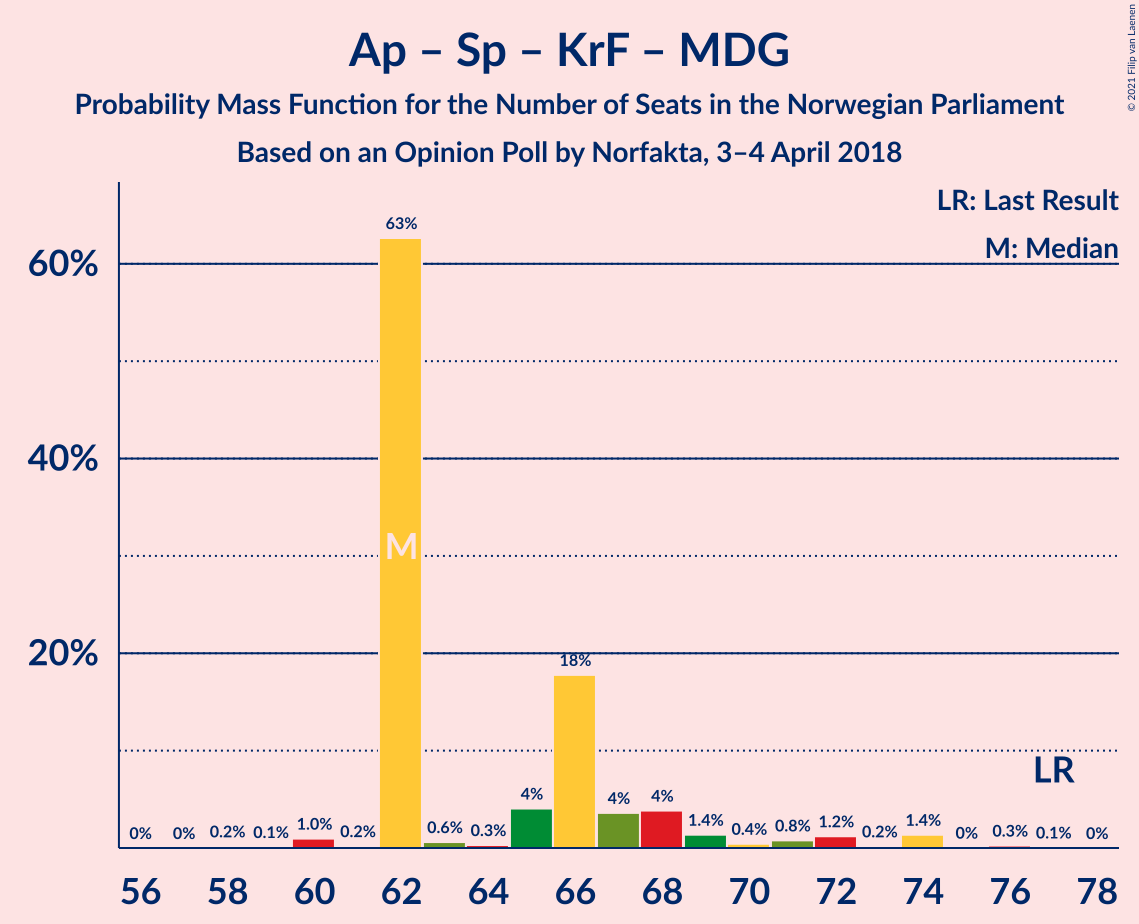 Ap – Sp – KrF – MDG
Probability Mass Function for the Number of Seats in the Norwegian Parliament
Based on an Opinion Poll by Norfakta, 3–4 April 2018
© 2021 Filip van Laenen
LR: Last Result
M: Median
60%
40%
20%
0% 0% 0.2% 0.1% 1.0% 0.2% 63% 0.6% 0.3% 4% 18% 4% 4% 1.4% 0.4% 0.8% 1.2% 0.2% 1.4% 0% 0.3% 0.1% 0%
M
LR
56 58 60 62 64 66 68 70 72 74 76 78